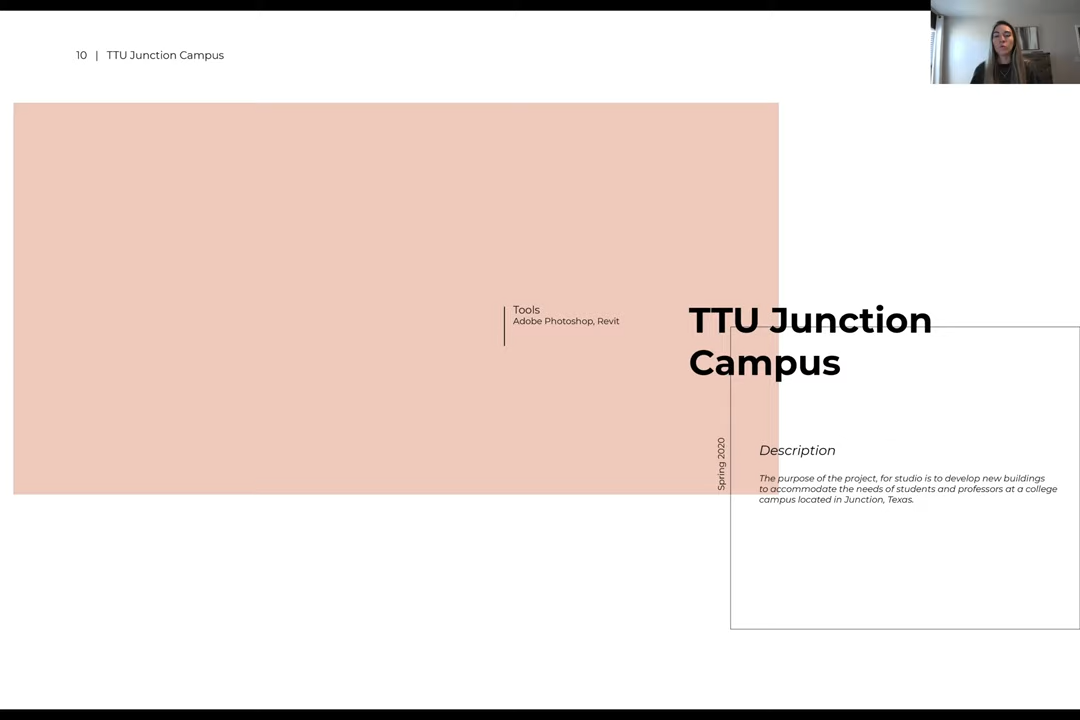 10 | TTU Junction Campus
Tools
Adobe Photoshop, Revit
TTU Junction
Campus
Spring 2020
Description
The purpose of the project, for studio is to develop new buildings
to accommodate the needs of students and professors at a college
campus located in Junction, Texas.